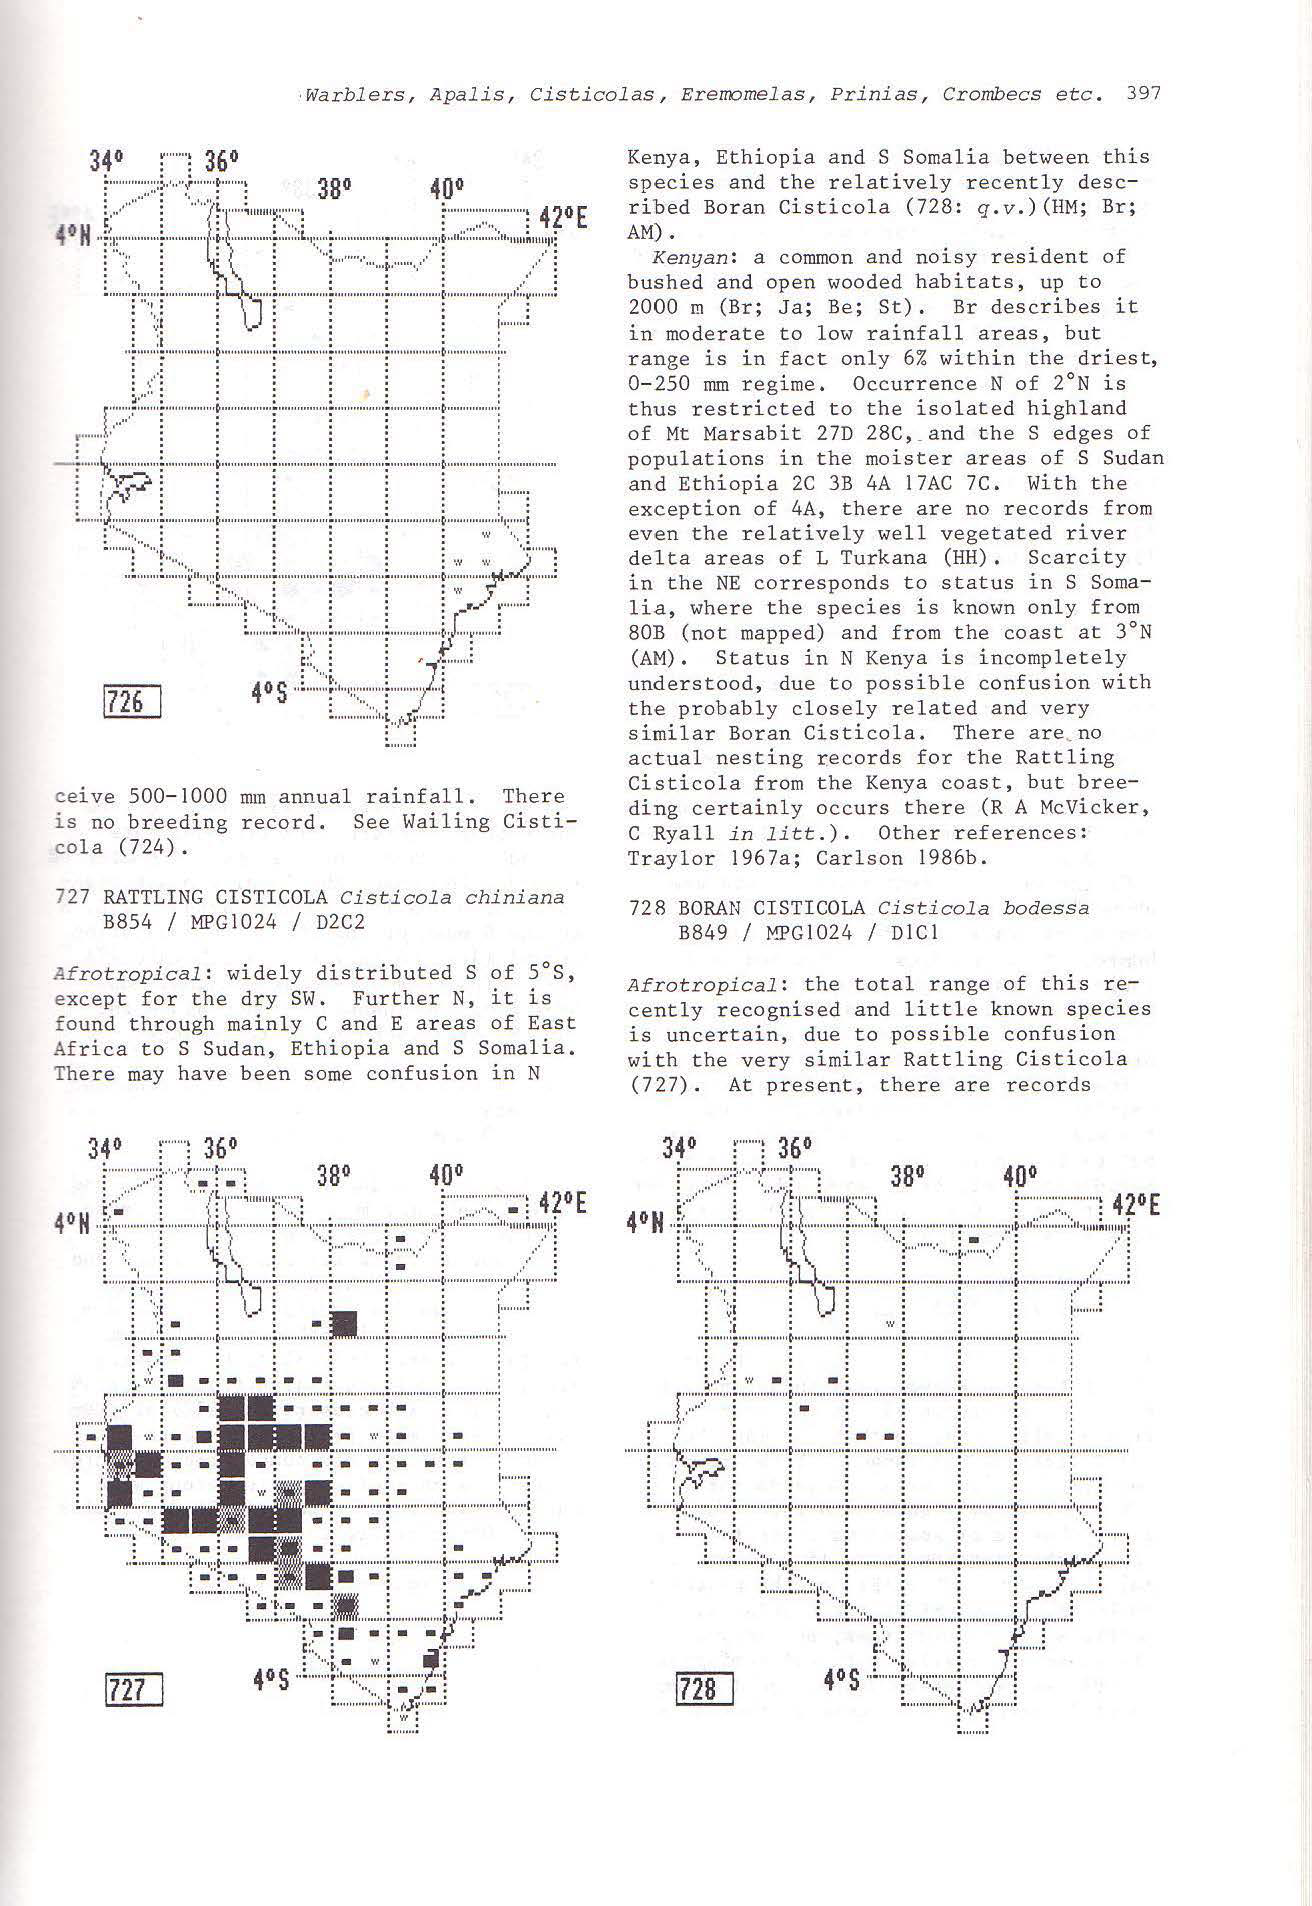 Warblers, Apalis, Cisticolas, Eremomelas, Prinias, Crombecs etc. 397
34° 36°
38° 40°
42°E
4°N
w
w w
w
4°S
726
ceive 500-1000 mm annual rainfall. There
is no breeding record. See Wailing Cisti-
cola (724).
727 RATTLING CISTICOLA Cisticola chiniana
B854 / MPG1024 / D2C2
Afrotropical: widely distributed S of 5°S,
except for the dry SW. Further N, it is
found through mainly C and E areas of East
Africa to S Sudan, Ethiopia and S Somalia.
There may have been some confusion in N
34° 36°
38° 40°
42°E
4°N
w
w w
w
w
w
4°S
727
Kenya, Ethiopia and S Somalia between this
species and the relatively recently desc-
ribed Boran Cisticola (728: q.v.)(HM; Br;
AM).
Kenyan: a common and noisy resident of
bushed and open wooded habitats, up to
2000 m (Br; Ja; Be; St). Br describes it
in moderate to low rainfall areas, but
range is in fact only 6% within the driest,
0-250 mm regime. Occurrence N of 2°N is
thus restricted to the isolated highland
of Mt Marsabit 27D 28C, and the S edges of
populations in the moister areas of S Sudan
and Ethiopia 2C 3B 4A 17AC 7C. With the
exception of 4A, there are no records from
even the relatively well vegetated river
delta areas of L Turkana (HH). Scarcity
in the NE corresponds to status in S Soma-
lia, where the species is known only from
80B (not mapped) and from the coast at 3°N
(AM). Status in N Kenya is incompletely
understood, due to possible confusion with
the probably closely related and very
similar Boran Cisticola. There are no
actual nesting records for the Rattling
Cisticola from the Kenya coast, but bree-
ding certainly occurs there (R A McVicker,
C Ryall in litt.). Other references:
Traylor 1967a; Carlson 1986b.
728 BORAN CISTICOLA Cisticola bodessa
B849 / MPG1024 / D1C1
Afrotropical: the total range of this re-
cently recognised and little known species
is uncertain, due to possible confusion
with the very similar Rattling Cisticola
(727). At present, there are records
34° 36°
38° 40°
42°E
4°N
w
w
4°S
728